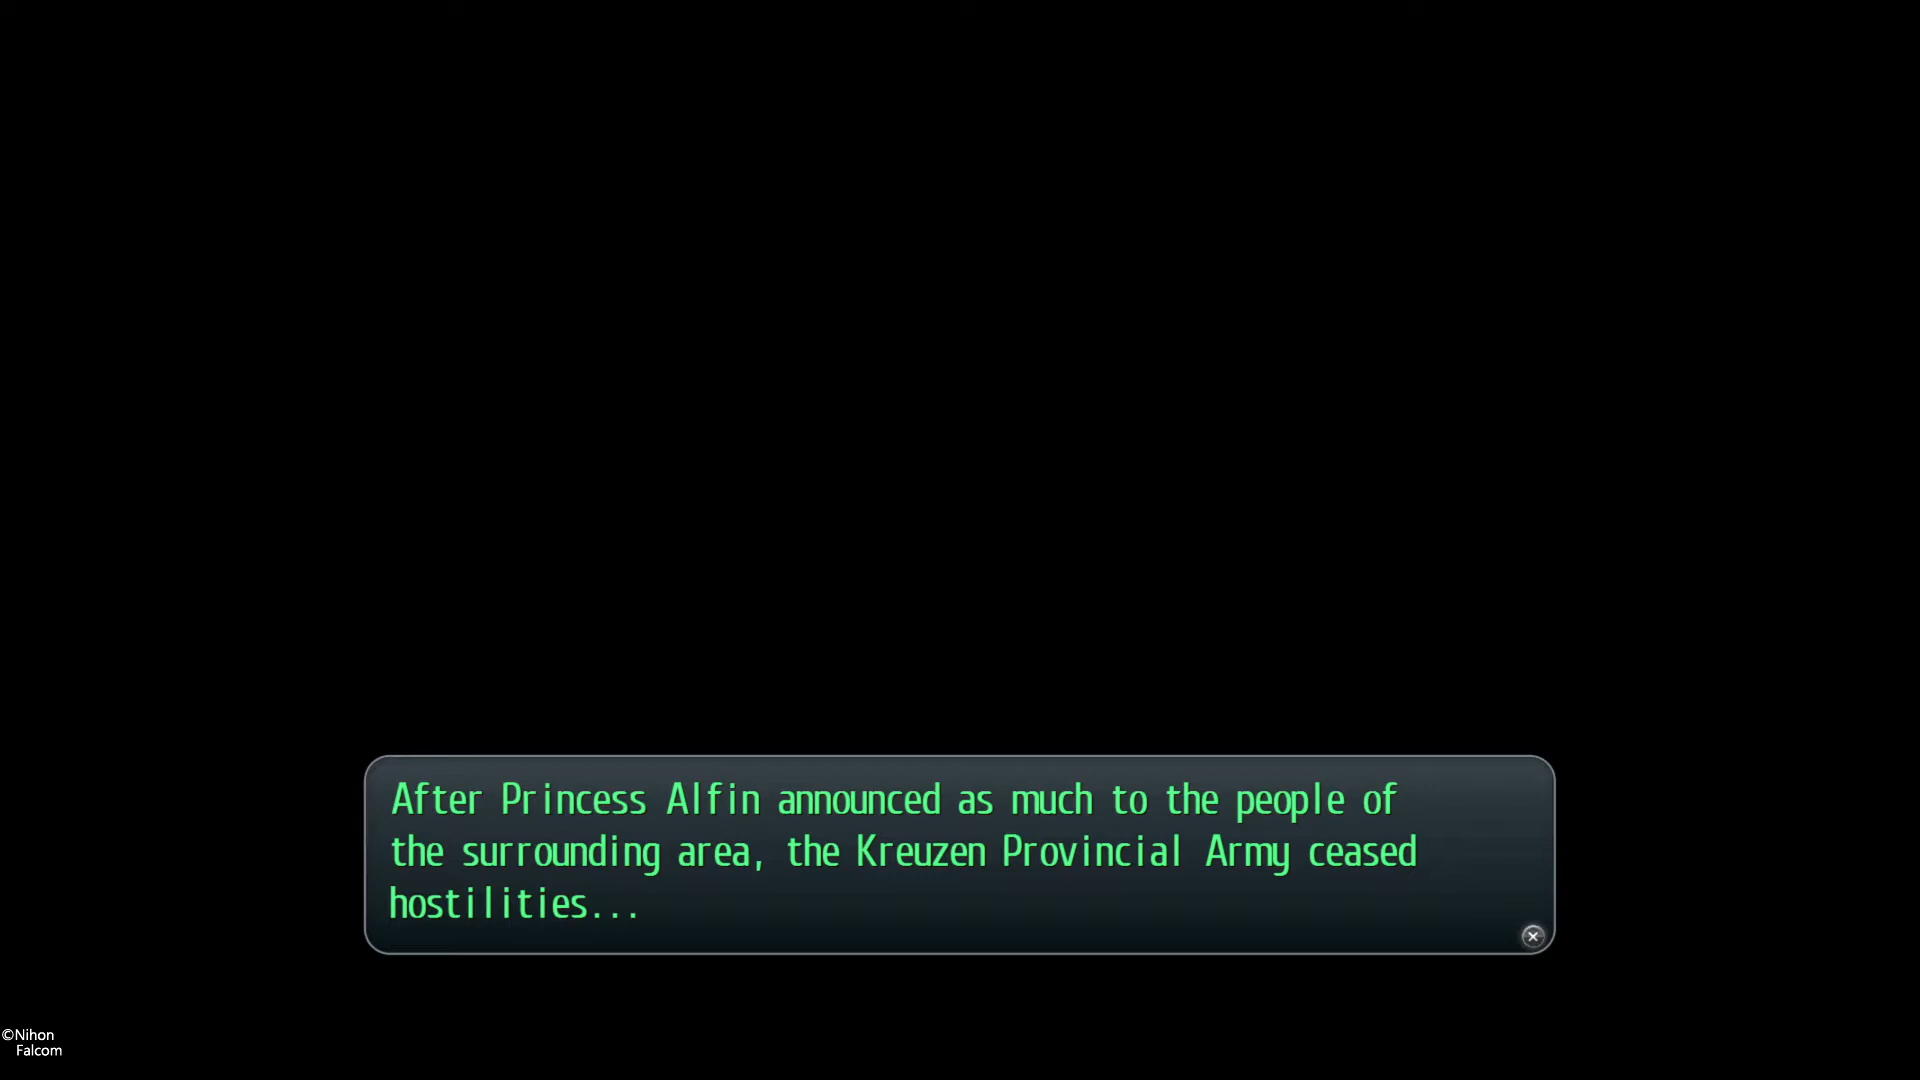 After Princess Alfin announced as much to the people of
the surrounding area, the Kreuzen Provincial Army ceased
hostilities...
©Nihon
Falcom